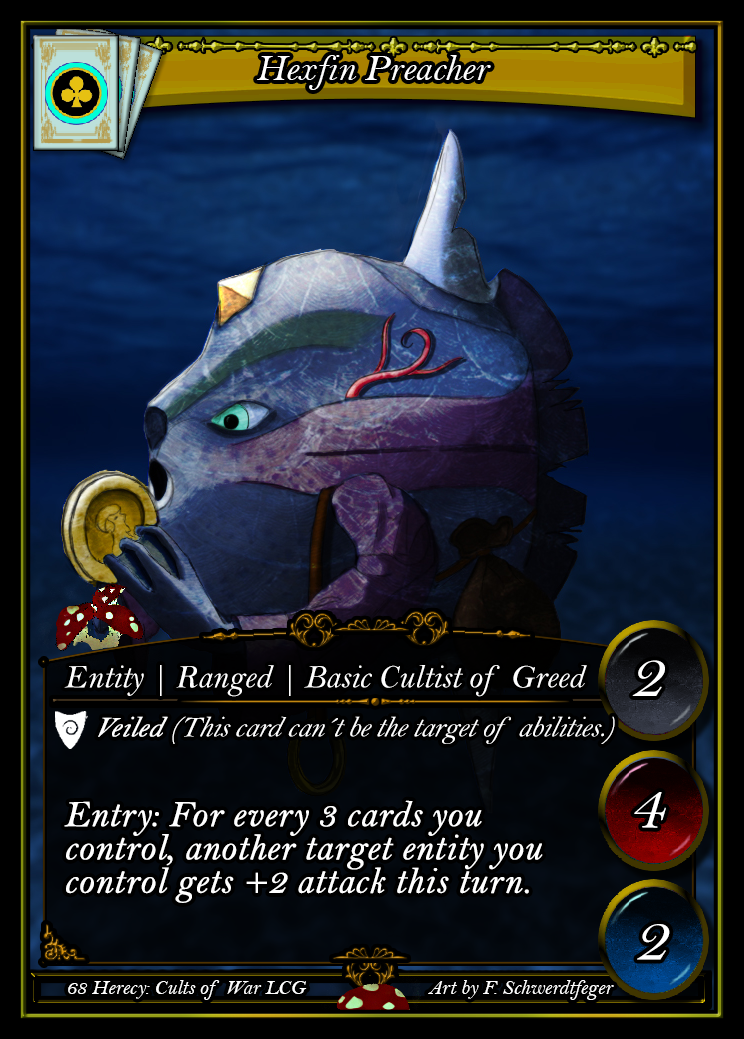 Hexfin Preacher
Entity | Ranged | Basic Cultist of Greed
2
Veiled (This card can´t be the target of abilities.)
Entry: For every 3 cards you
control, another target entity you
control gets +2 attack this turn.
4
2
68 Herecy: Cults of War LCG
Art by F. Schwerdtfeger